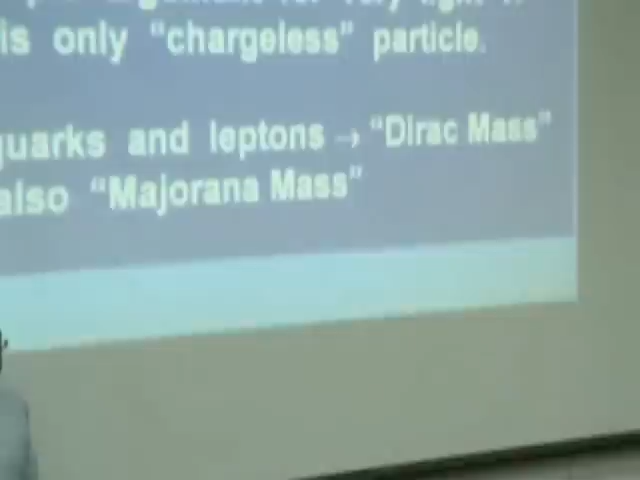 is only "chargeless" particle.
quarks and leptons → "Dirac Mass"
also "Majorana Mass"